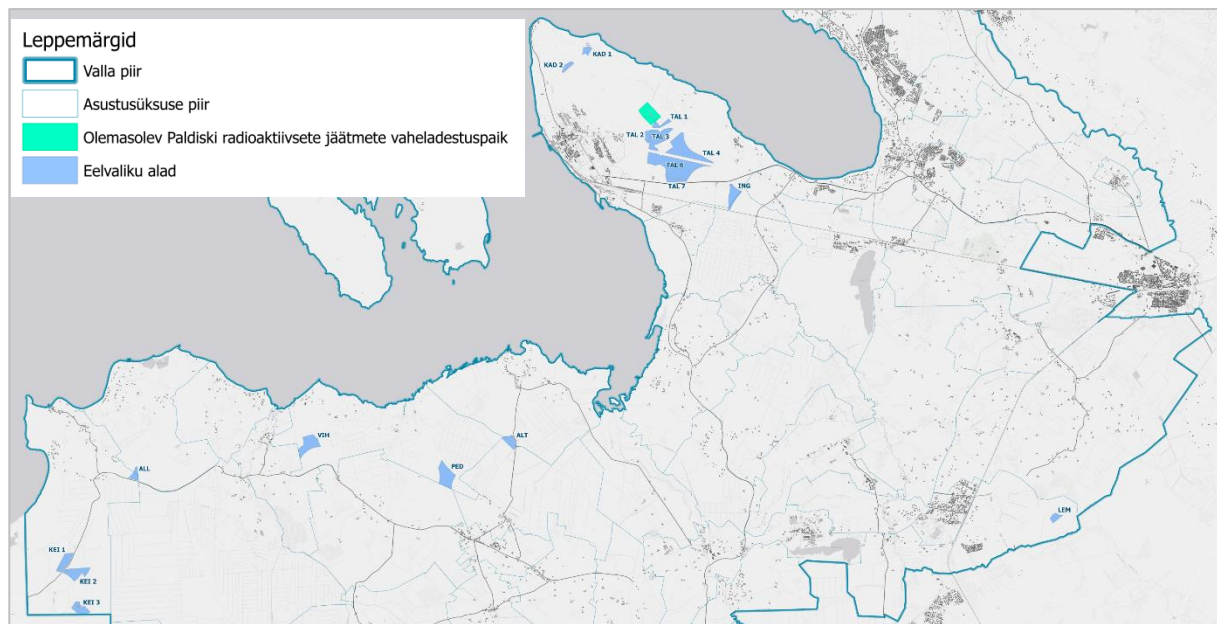 Leppemärgid
Valla piir
Asustusüksuse piir
Olemasolev Paldiski radioaktiivsete jäätmete vaheladestuspaik
Eelvaliku alad
KAD 1
KAD 2
TAL 1
TAL 2
TAL 3
TAL 4
TAL 6
TAL 7
ING
VIH
ALT
ALL
PED
LEM
KEI 1
KEI 2
KEI 3